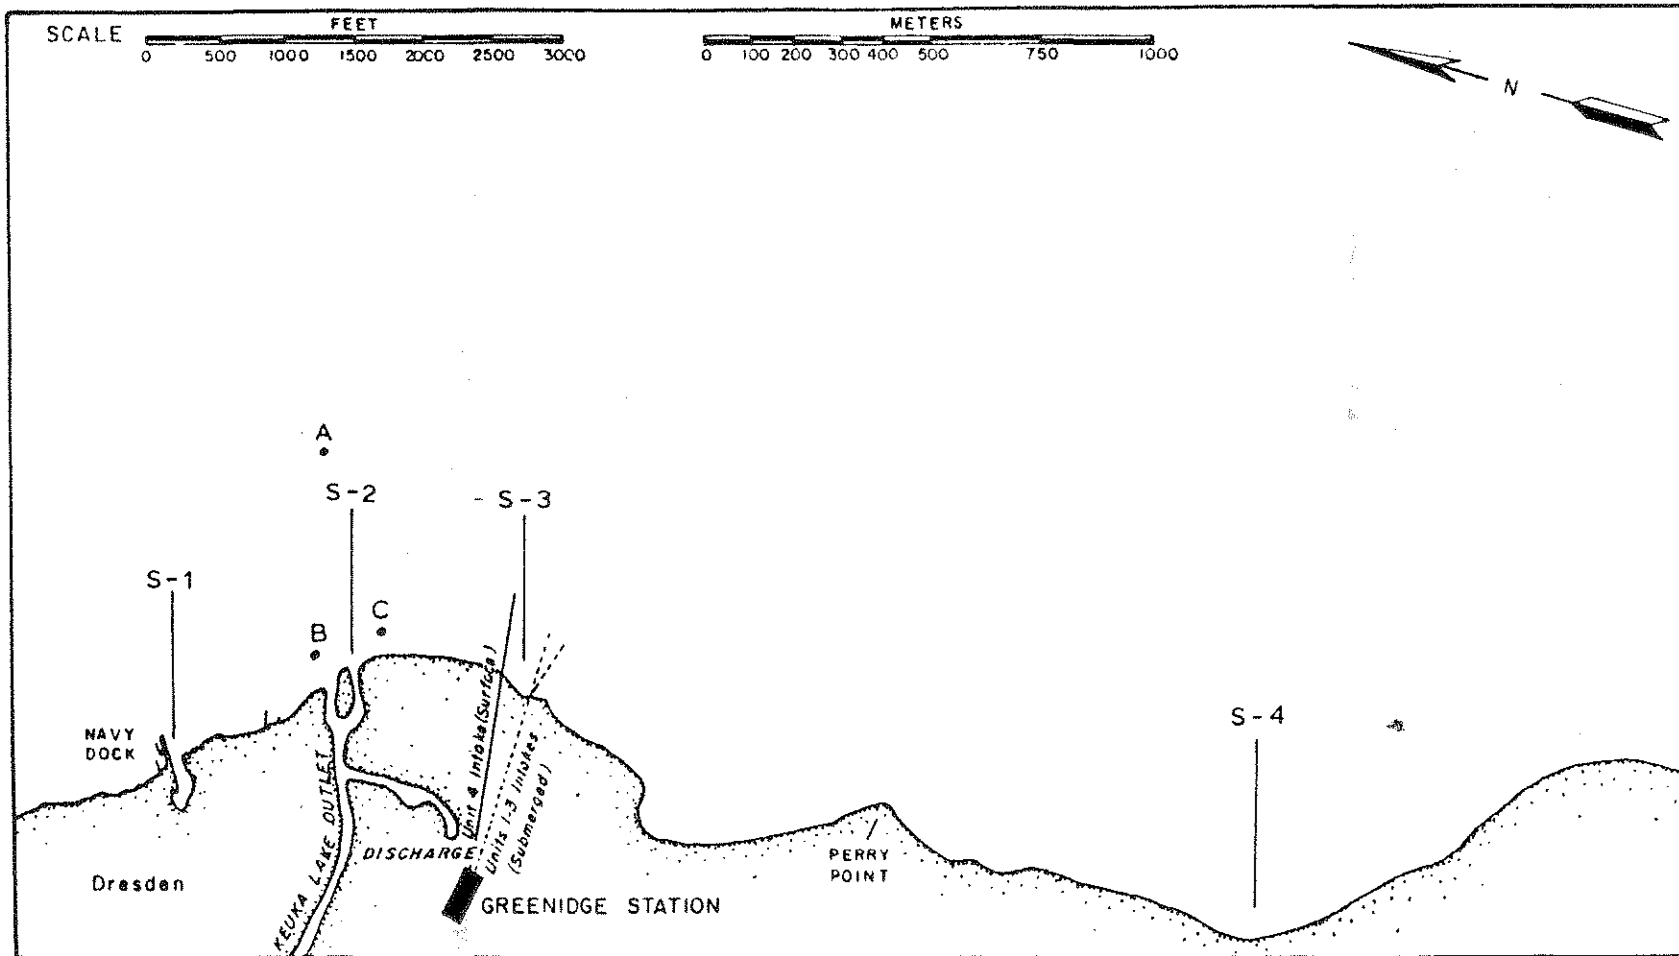 SCALE
FEET
0 500 1000 1500 2000 2500 3000
METERS
0 100 200 300 400 500 750 1000
N
A
S-2
- S-3
S-1
C
B
NAVY
DOCK
S-4
Unit 4 Intake (Surface)
Units 1-3 Intakes
(Submerged)
KEUKA LAKE OUTLET
DISCHARGE
PERRY
POINT
Dresden
GREENIDGE STATION